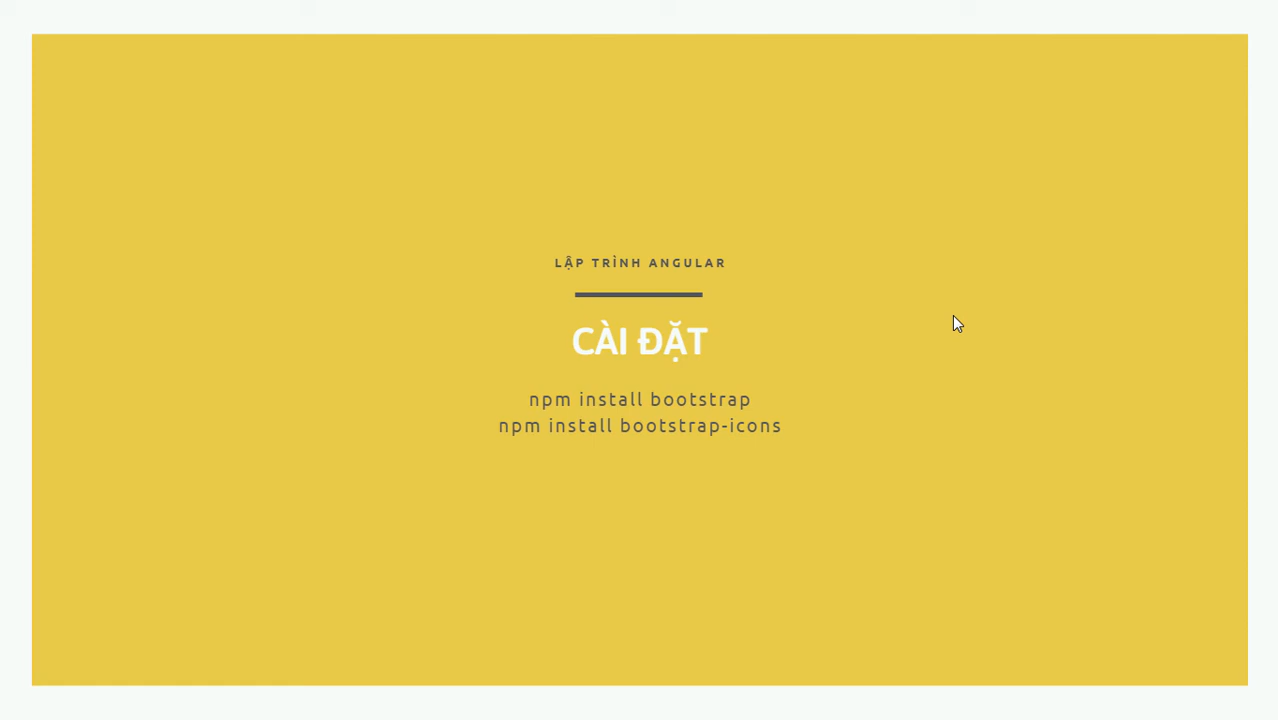 LẬP TRÌNH ANGULAR
CÀI ĐẶT
npm install bootstrap
npm install bootstrap-icons